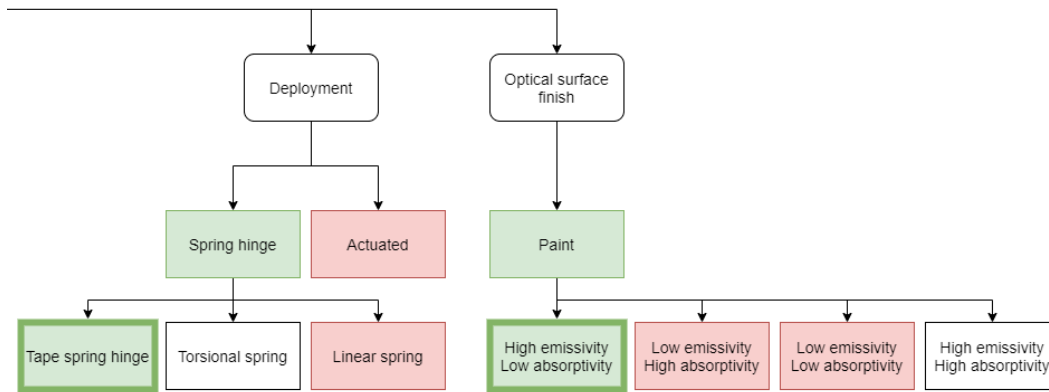 Deployment
Optical surface
finish
Spring hinge
Actuated
Paint
Tape spring hinge
Torsional spring
Linear spring
High emissivity
Low absorptivity
Low emissivity
High absorptivity
Low emissivity
Low absorptivity
High emissivity
High absorptivity